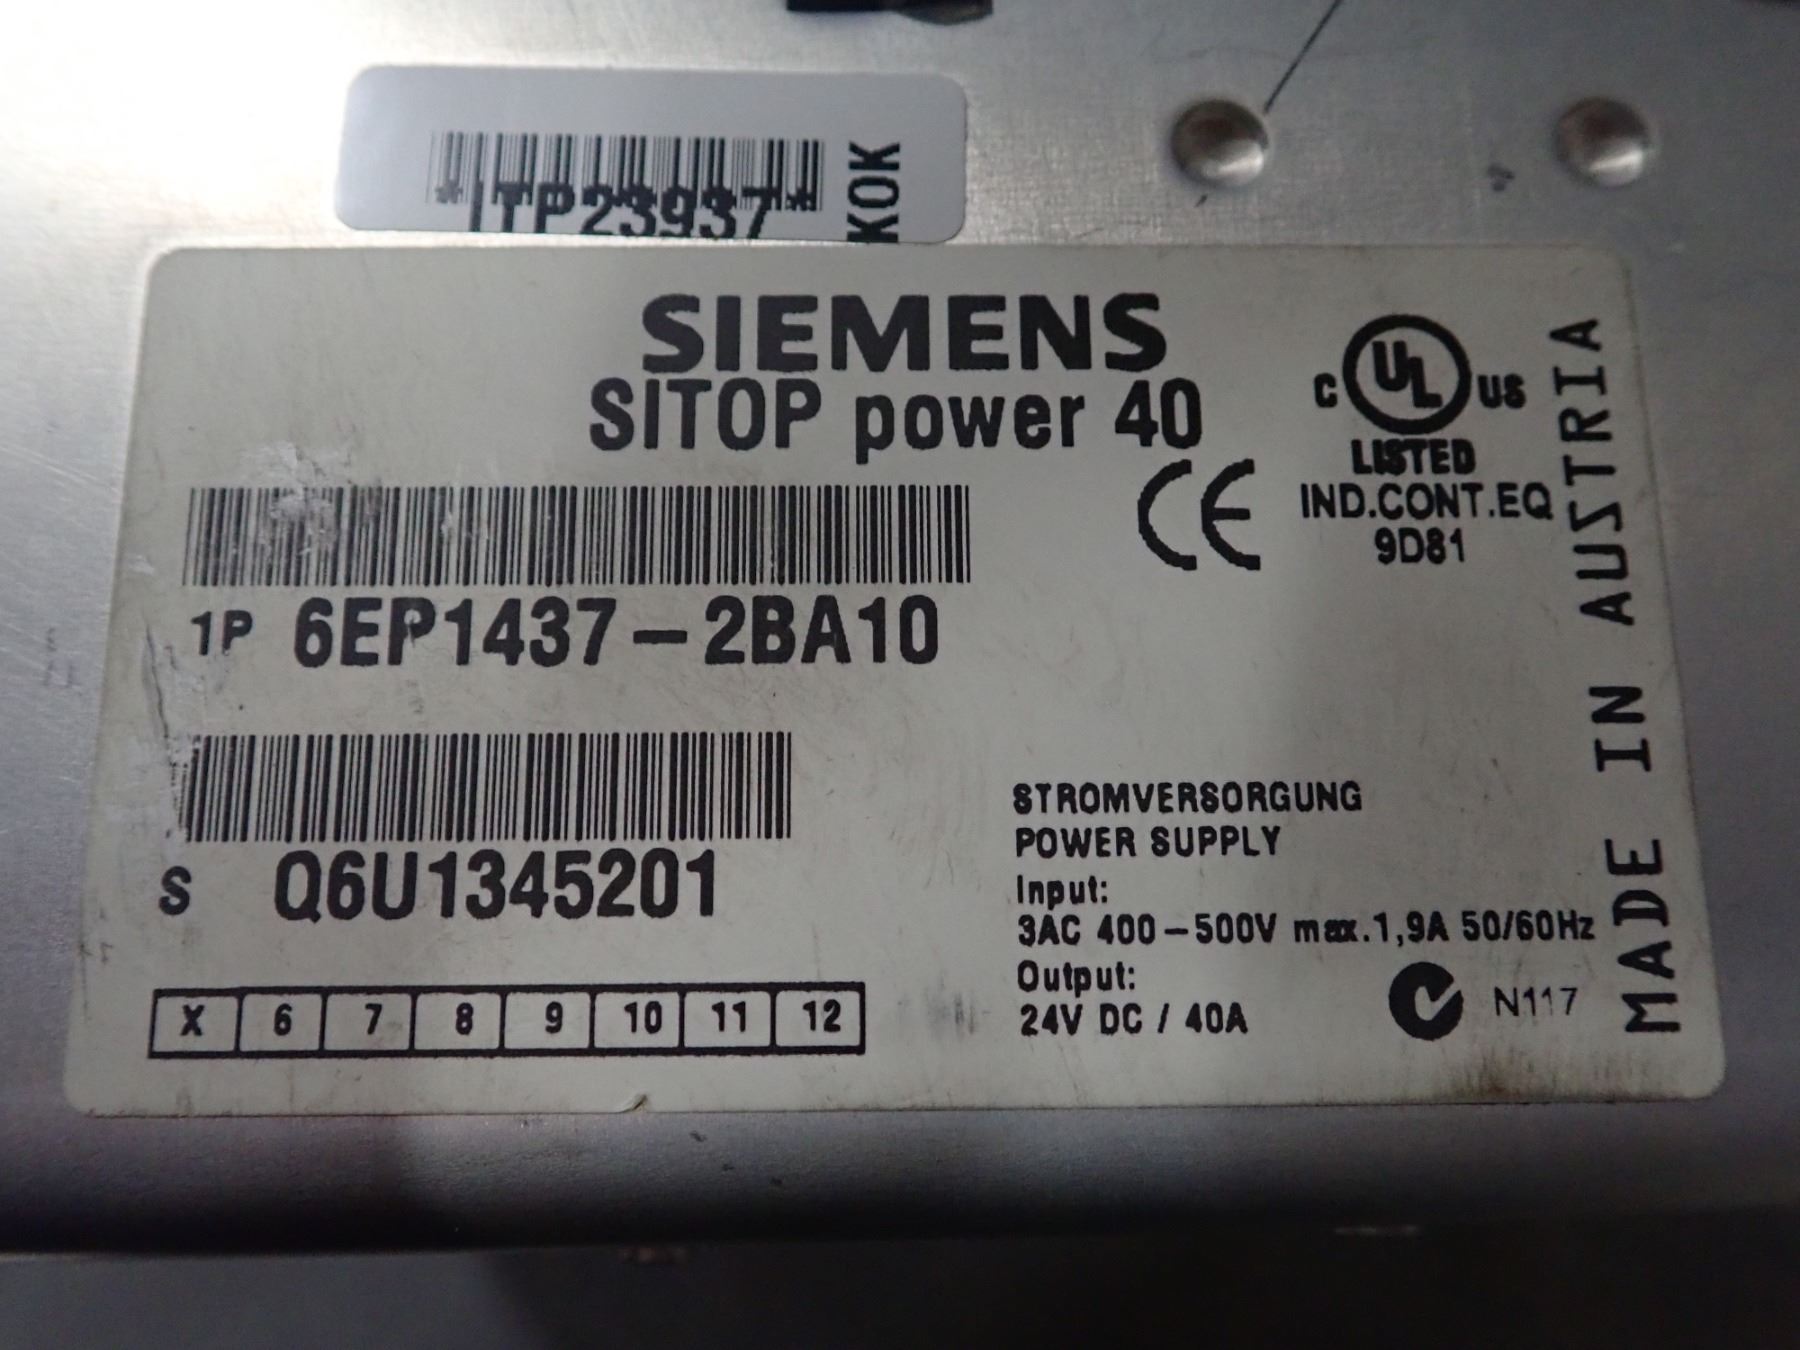 *ITP23937*
KOK
SIEMENS
SITOP power 40
C UL US
LISTED
IND.CONT.EQ
9D81
CE
1P 6EP1437-2BA10
S Q6U1345201
X 6 7 8 9 10 11 12
STROMVERSORGUNG
POWER SUPPLY
Input:
3AC 400-500V max.1,9A 50/60Hz
Output:
24V DC / 40A
N117
MADE IN AUSTRIA